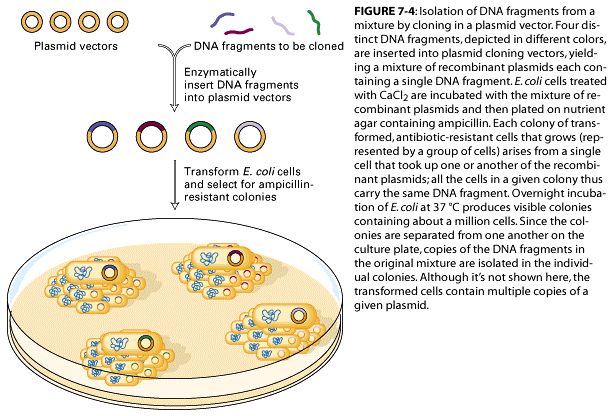 Plasmid vectors
DNA fragments to be cloned
Enzymatically
insert DNA fragments
into plasmid vectors
Transform E. coli cells
and select for ampicillin-
resistant colonies
FIGURE 7-4: Isolation of DNA fragments from a
mixture by cloning in a plasmid vector. Four dis-
tinct DNA fragments, depicted in different colors,
are inserted into plasmid cloning vectors, yield-
ing a mixture of recombinant plasmids each con-
taining a single DNA fragment. E. coli cells treated
with CaCl2 are incubated with the mixture of re-
combinant plasmids and then plated on nutrient
agar containing ampicillin. Each colony of trans-
formed, antibiotic-resistant cells that grows (rep-
resented by a group of cells) arises from a single
cell that took up one or another of the recombi-
nant plasmids; all the cells in a given colony thus
carry the same DNA fragment. Overnight incuba-
tion of E. coli at 37 °C produces visible colonies
containing about a million cells. Since the col-
onies are separated from one another on the
culture plate, copies of the DNA fragments in
the original mixture are isolated in the individ-
ual colonies. Although it's not shown here, the
transformed cells contain multiple copies of a
given plasmid.